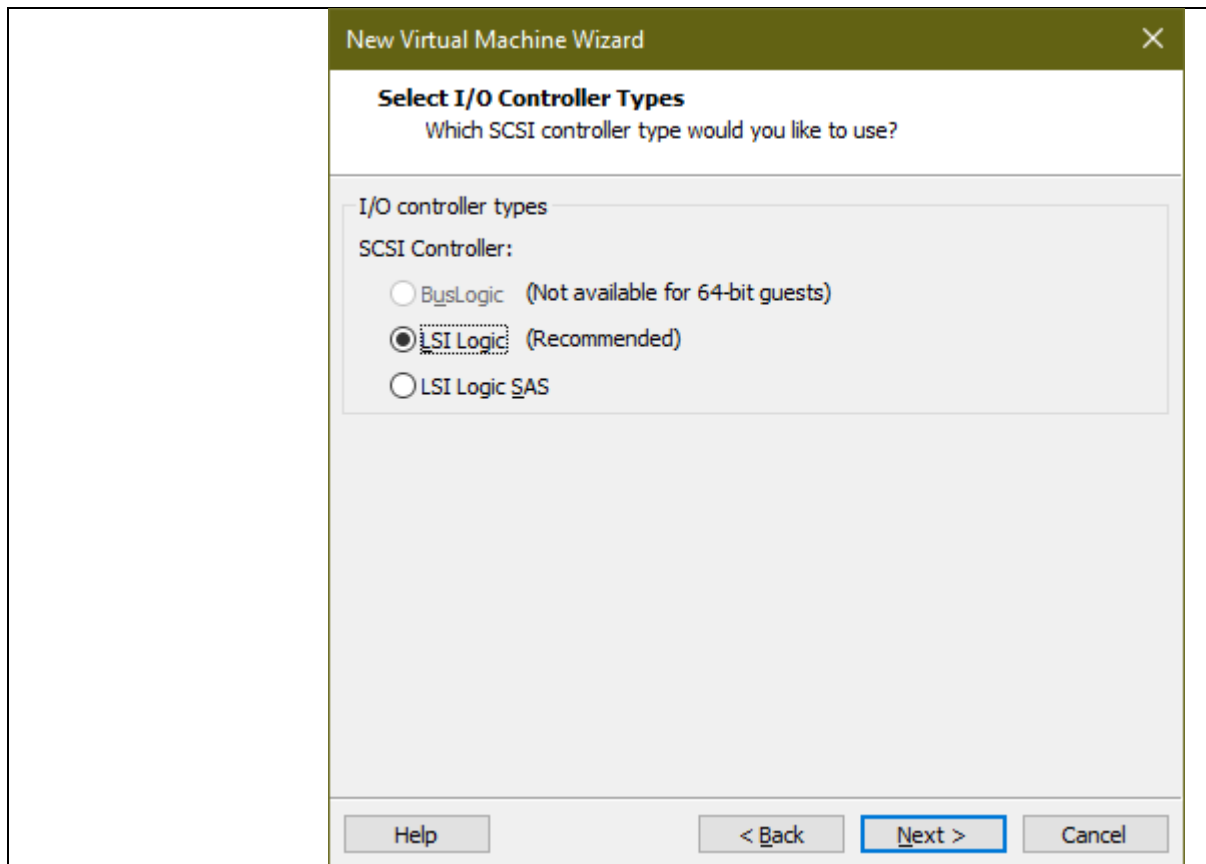 New Virtual Machine Wizard
Select I/O Controller Types
Which SCSI controller type would you like to use?
I/O controller types
SCSI Controller:
BusLogic (Not available for 64-bit guests)
LSI Logic (Recommended)
LSI Logic SAS
Help < Back Next > Cancel